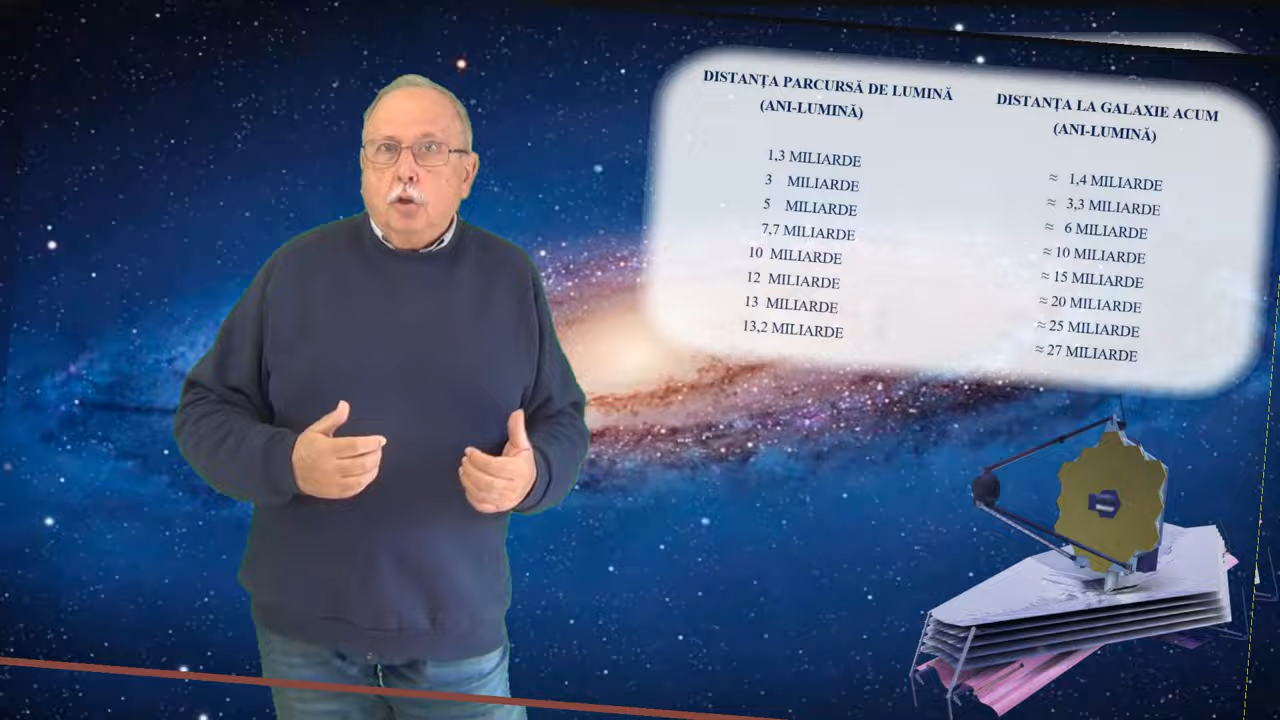 DISTANȚA PARCURSĂ DE LUMINĂ
(ANI-LUMINĂ)
1,3 MILIARDE
3 MILIARDE
5 MILIARDE
7,7 MILIARDE
10 MILIARDE
12 MILIARDE
13 MILIARDE
13,2 MILIARDE
DISTANȚA LA GALAXIE ACUM
(ANI-LUMINĂ)
≈ 1,4 MILIARDE
≈ 3,3 MILIARDE
≈ 6 MILIARDE
≈ 10 MILIARDE
≈ 15 MILIARDE
≈ 20 MILIARDE
≈ 25 MILIARDE
≈ 27 MILIARDE